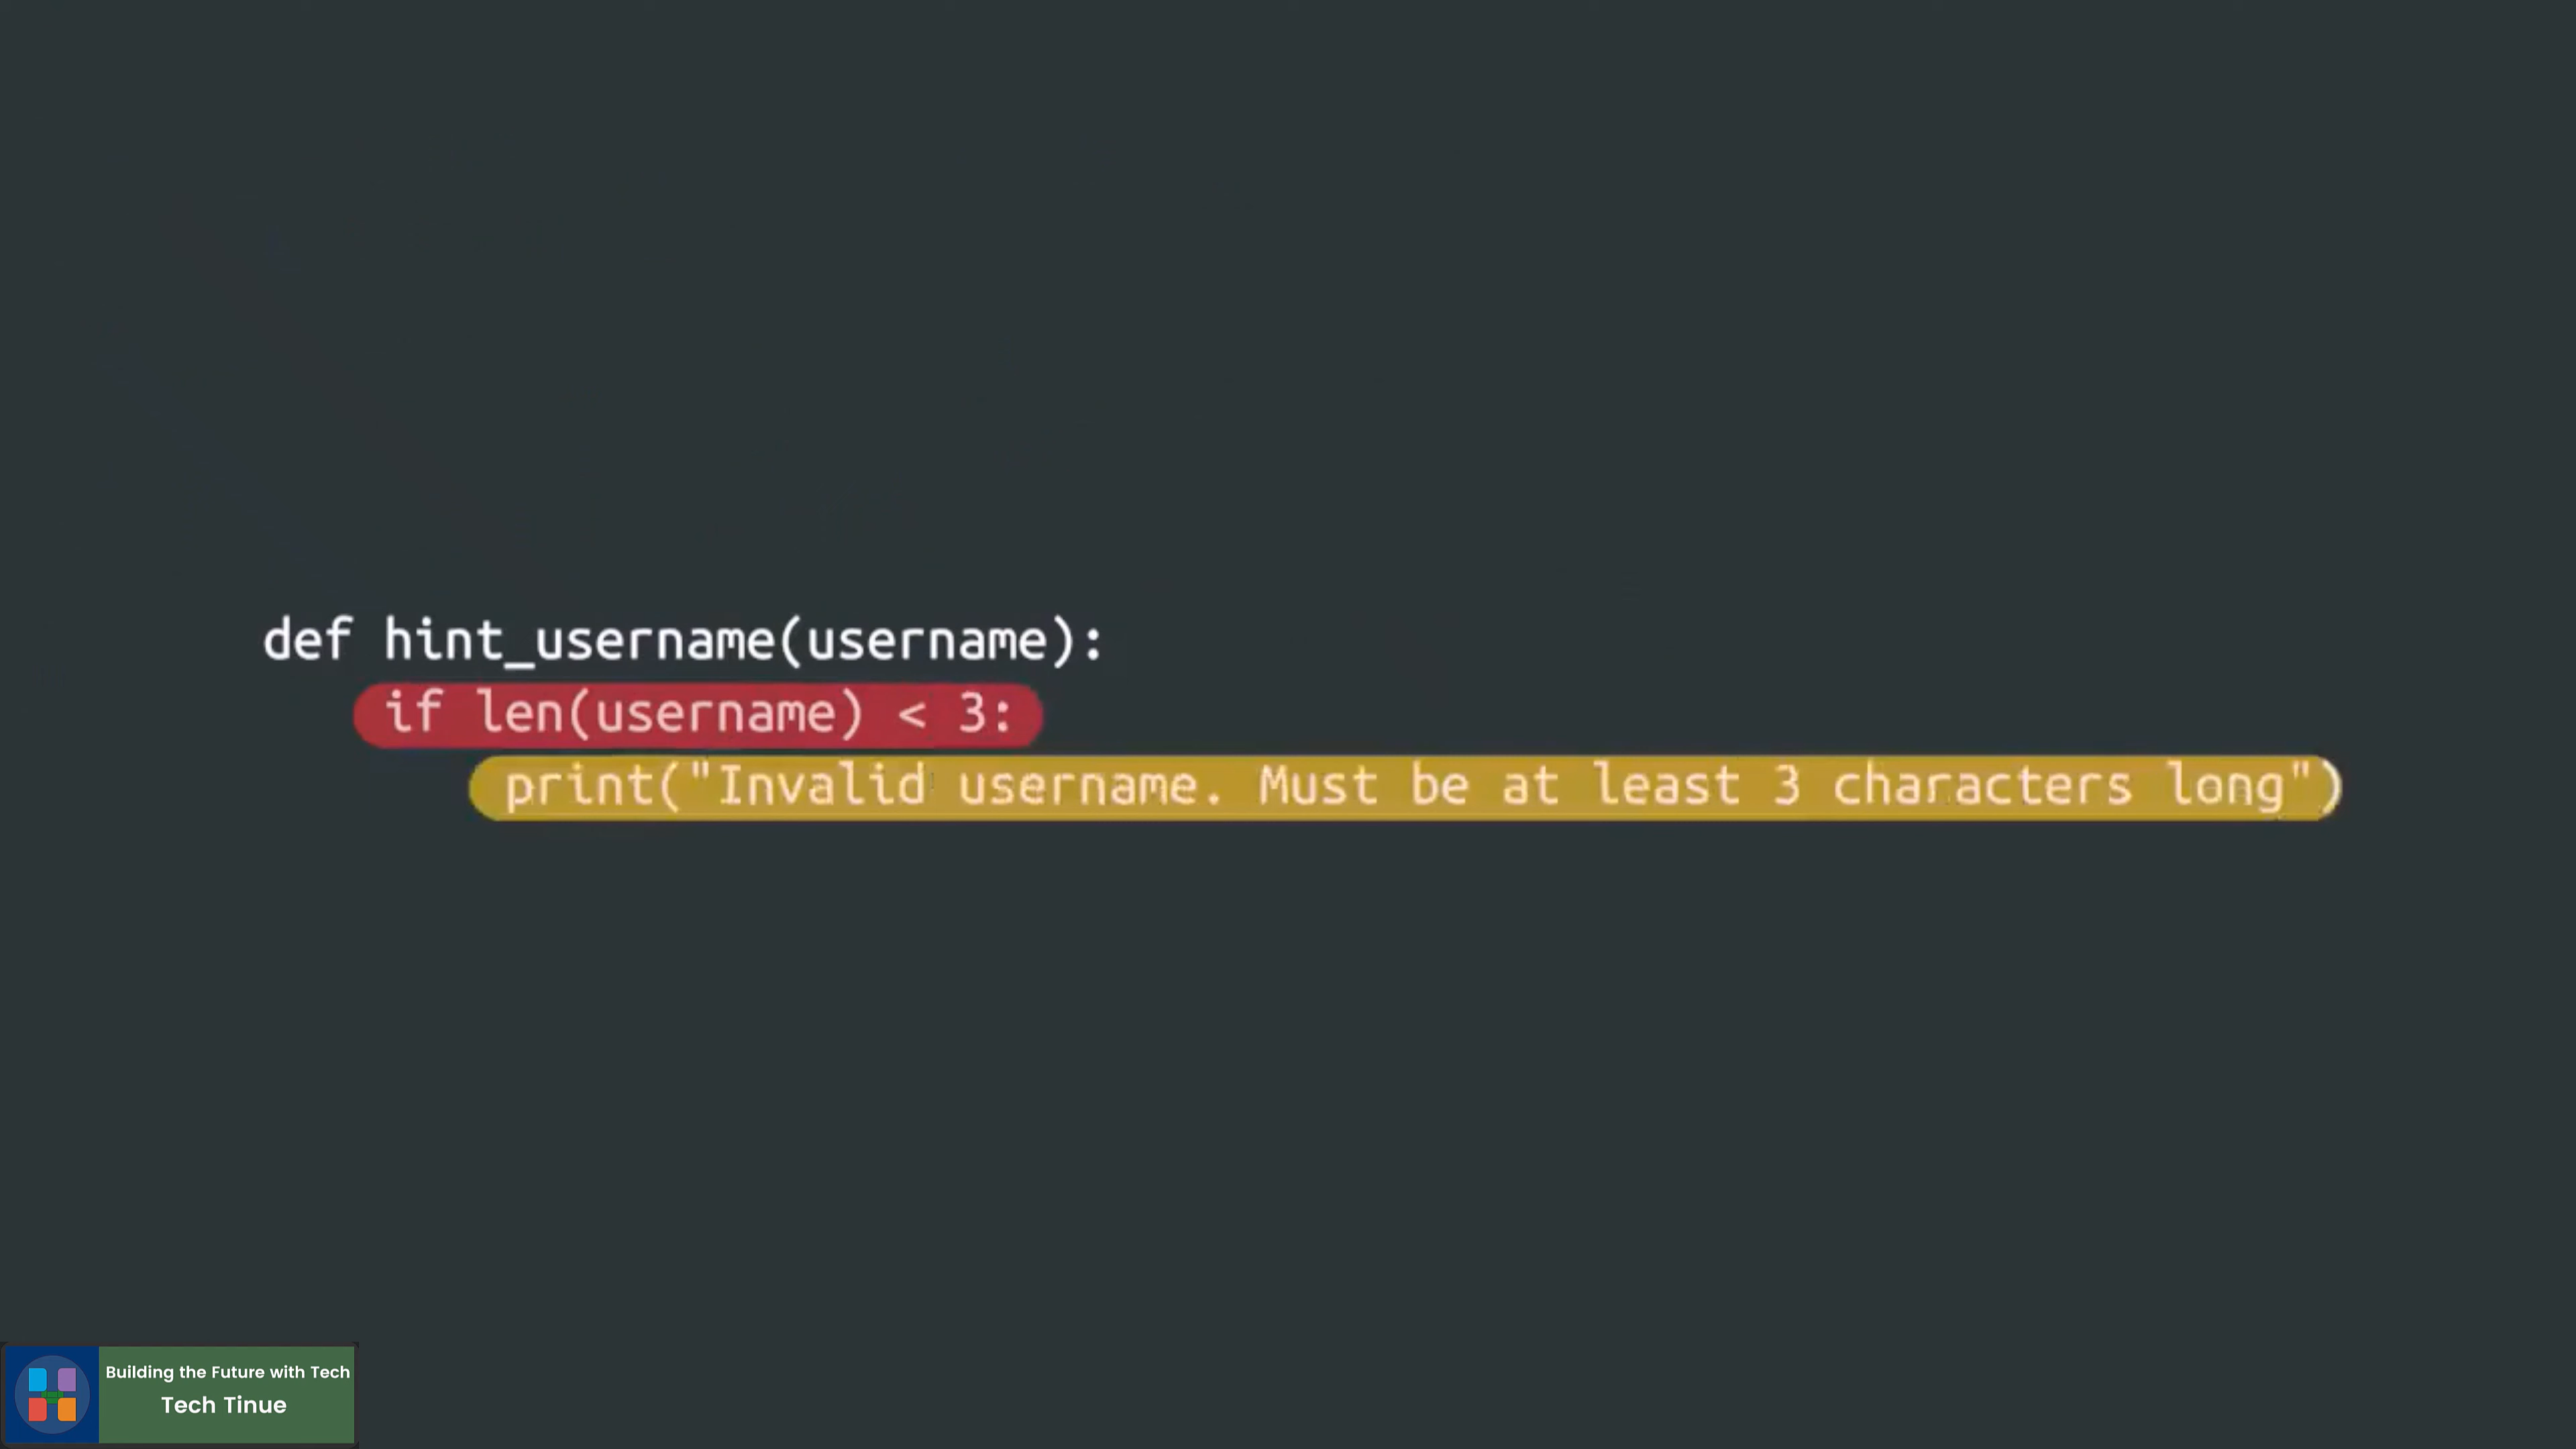 def hint_username(username):
if len(username) < 3:
print("Invalid username. Must be at least 3 characters long")
Building the Future with Tech
Tech Tinue